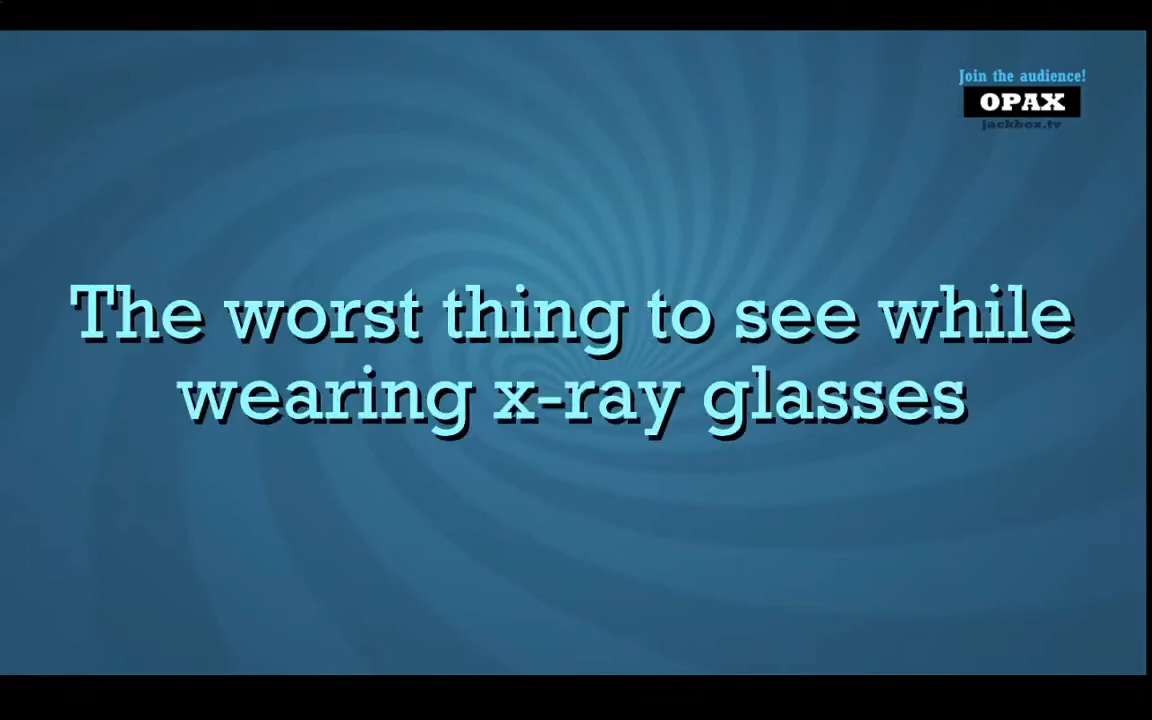 Join the audience!
OPAX
jackbox.tv
The worst thing to see while
wearing x-ray glasses